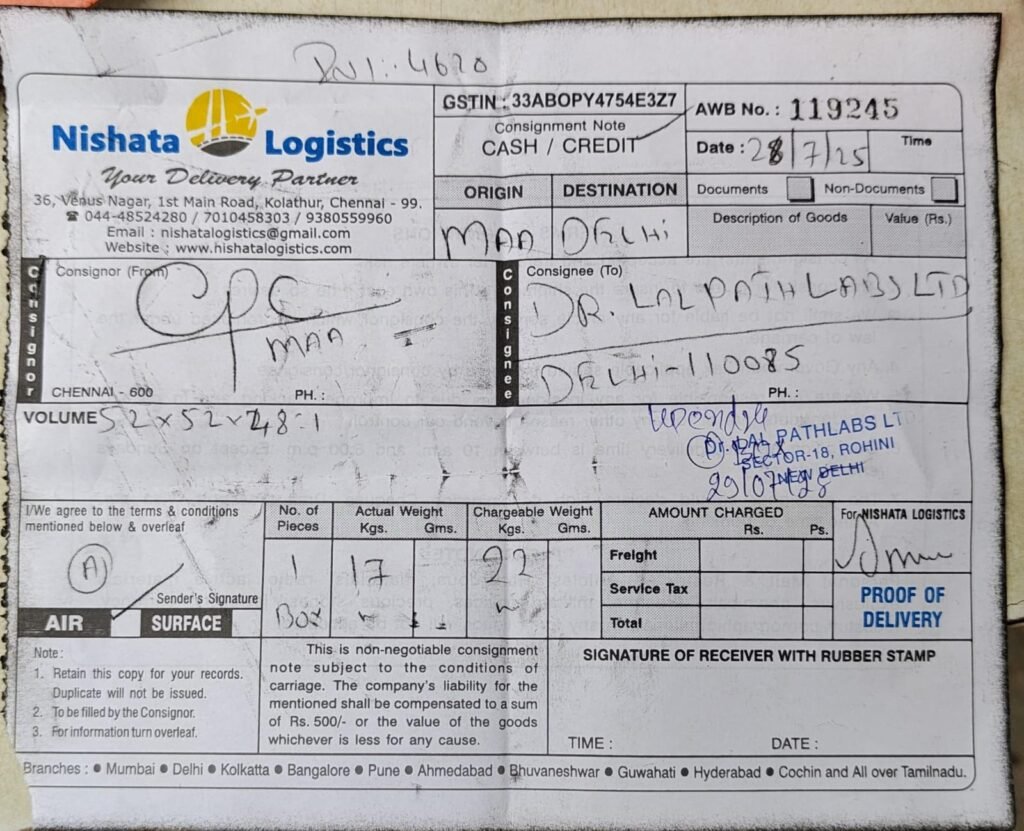 4620
Nishata Logistics
Your Delivery Partner
36, Venus Nagar, 1st Main Road, Kolathur, Chennai - 99.
☎ 044-48524280 / 7010458303 / 9380559960
Email : nishatalogistics@gmail.com
Website : www.nishatalogistics.com
GSTIN : 33ABOPY4754E3Z7
Consignment Note
CASH / CREDIT
ORIGIN DESTINATION
MAA DELHI
AWB No. : 119245
Date : 28/7/25 Time
Documents Non-Documents
Description of Goods Value (Rs.)
Consignor
Consignor (From)
CPC
MAA
CHENNAI - 600 PH. :
Consignee
Consignee (To)
DR. LAL PATH LABS LTD
DELHI-110085
PH. :
VOLUME 52x52x48:1
1 Box
Dr. LAL PATHLABS LT
SECTOR-18, ROHINI
NEW DELHI
I/We agree to the terms & conditions
mentioned below & overleaf
A
Sender's Signature
AIR SURFACE
No. of Pieces
1
BOX
Actual Weight
Kgs. Gms.
17
Chargeable Weight
Kgs. Gms.
22
AMOUNT CHARGED
Rs. Ps.
Freight
Service Tax
Total
For NISHATA LOGISTICS
PROOF OF
DELIVERY
Note :
1. Retain this copy for your records.
Duplicate will not be issued.
2. To be filled by the Consignor.
3. For information turn overleaf.
This is non-negotiable consignment
note subject to the conditions of
carriage. The company's liability for the
mentioned shall be compensated to a sum
of Rs. 500/- or the value of the goods
whichever is less for any cause.
SIGNATURE OF RECEIVER WITH RUBBER STAMP
TIME : DATE :
Branches : ● Mumbai ● Delhi ● Kolkatta ● Bangalore ● Pune ● Ahmedabad ● Bhuvaneshwar ● Guwahati ● Hyderabad ● Cochin and All over Tamilnadu.